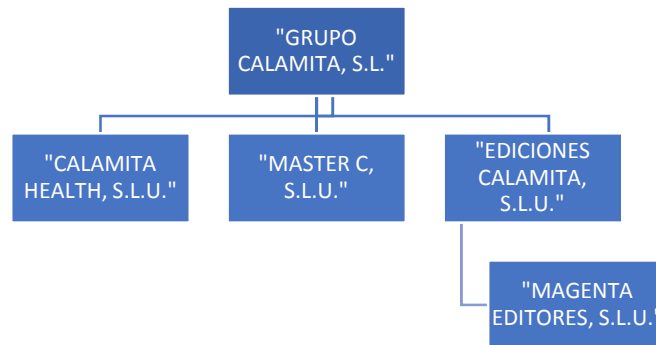 "GRUPO
CALAMITA, S.L."
"CALAMITA
HEALTH, S.L.U."
"MASTER C,
S.L.U."
"EDICIONES
CALAMITA,
S.L.U."
"MAGENTA
EDITORES, S.L.U."